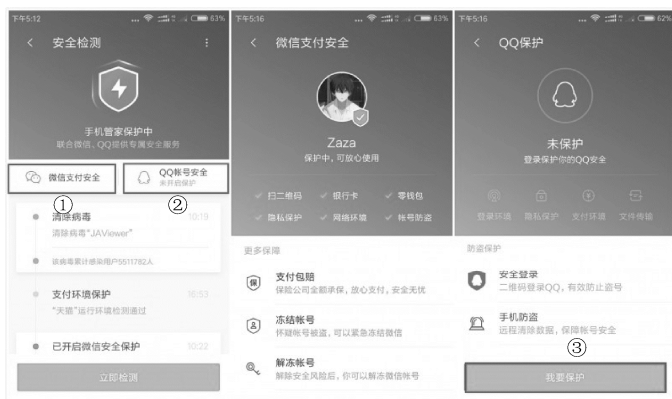 下午5:12
63%
安全检测
手机管家保护中
联合微信、QQ提供专属安全服务
微信支付安全
①
QQ帐号安全
未开启保护
②
清除病毒
10:19
清除病毒“JAViewer”
该病毒累计感染用户5511782人
支付环境保护
16:53
“天猫”运行环境检测通过
已开启微信安全保护
10:22
立即检测
下午5:16
63%
微信支付安全
Zaza
保护中，可放心使用
扫二维码
银行卡
零钱包
隐私保护
网络环境
帐号防盗
更多保障
保
支付包赔
保险公司全额承保，放心支付，安全无忧
冻结帐号
怀疑帐号被盗，可以紧急冻结微信
解冻帐号
解除安全风险后，你可以解冻微信帐号
下午5:16
62%
QQ保护
未保护
登录保护你的QQ安全
登录环境
隐私保护
支付环境
文件传输
防盗保护
安全登录
二维码登录QQ，有效防止盗号
手机防盗
远程清除数据，保障帐号安全
③
我要保护